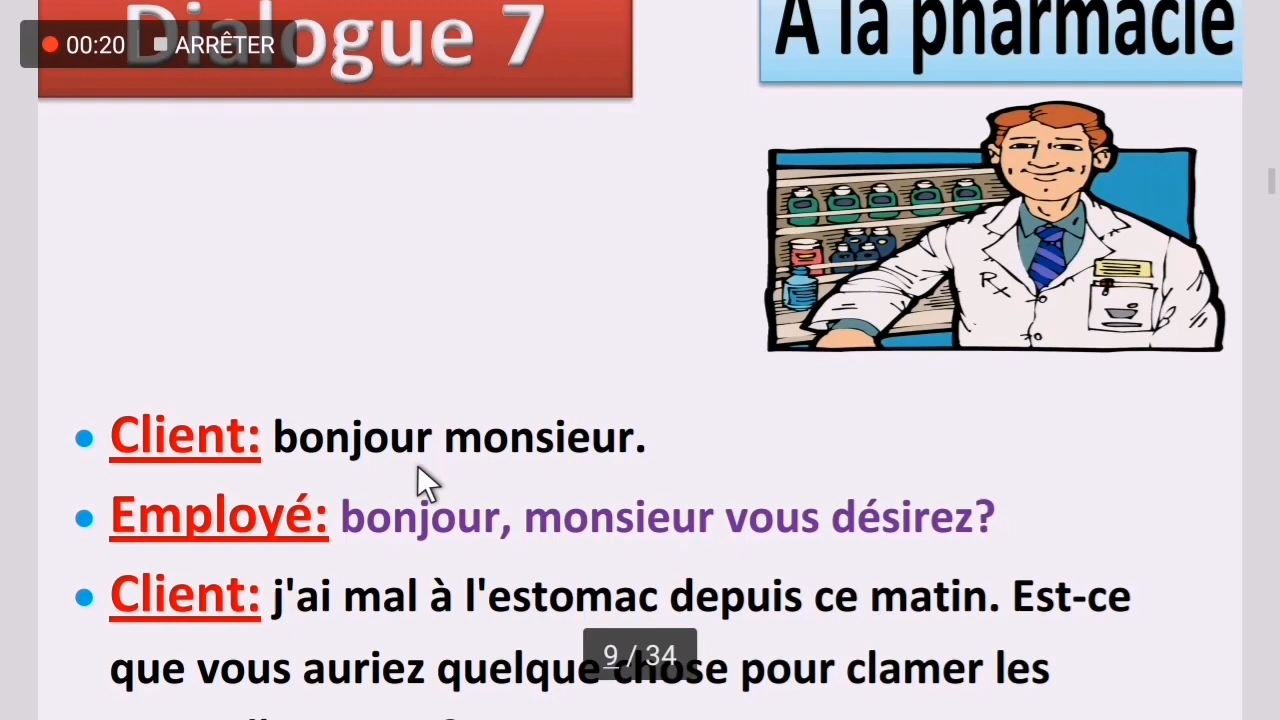 Dialogue 7
A la pharmacie
00:20 ARRÊTER
Rx
Client: bonjour monsieur.
Employé: bonjour, monsieur vous désirez?
Client: j'ai mal à l'estomac depuis ce matin. Est-ce
que vous auriez quelque chose pour clamer les
9 / 34